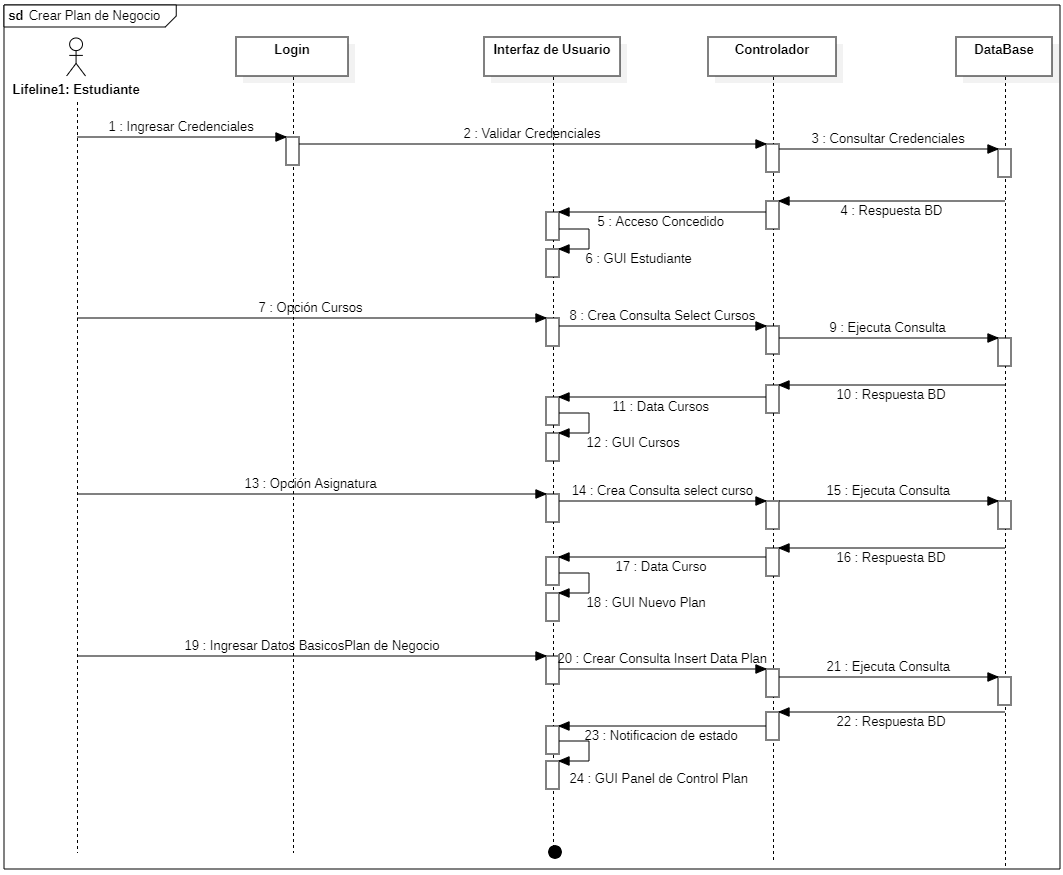 sd Crear Plan de Negocio
Login
Interfaz de Usuario
Controlador
DataBase
Lifeline1: Estudiante
1 : Ingresar Credenciales
2 : Validar Credenciales
3 : Consultar Credenciales
4 : Respuesta BD
5 : Acceso Concedido
6 : GUI Estudiante
7 : Opción Cursos
8 : Crea Consulta Select Cursos
9 : Ejecuta Consulta
10 : Respuesta BD
11 : Data Cursos
12 : GUI Cursos
13 : Opción Asignatura
14 : Crea Consulta select curso
15 : Ejecuta Consulta
16 : Respuesta BD
17 : Data Curso
18 : GUI Nuevo Plan
19 : Ingresar Datos BasicosPlan de Negocio
20 : Crear Consulta Insert Data Plan
21 : Ejecuta Consulta
22 : Respuesta BD
23 : Notificacion de estado
24 : GUI Panel de Control Plan